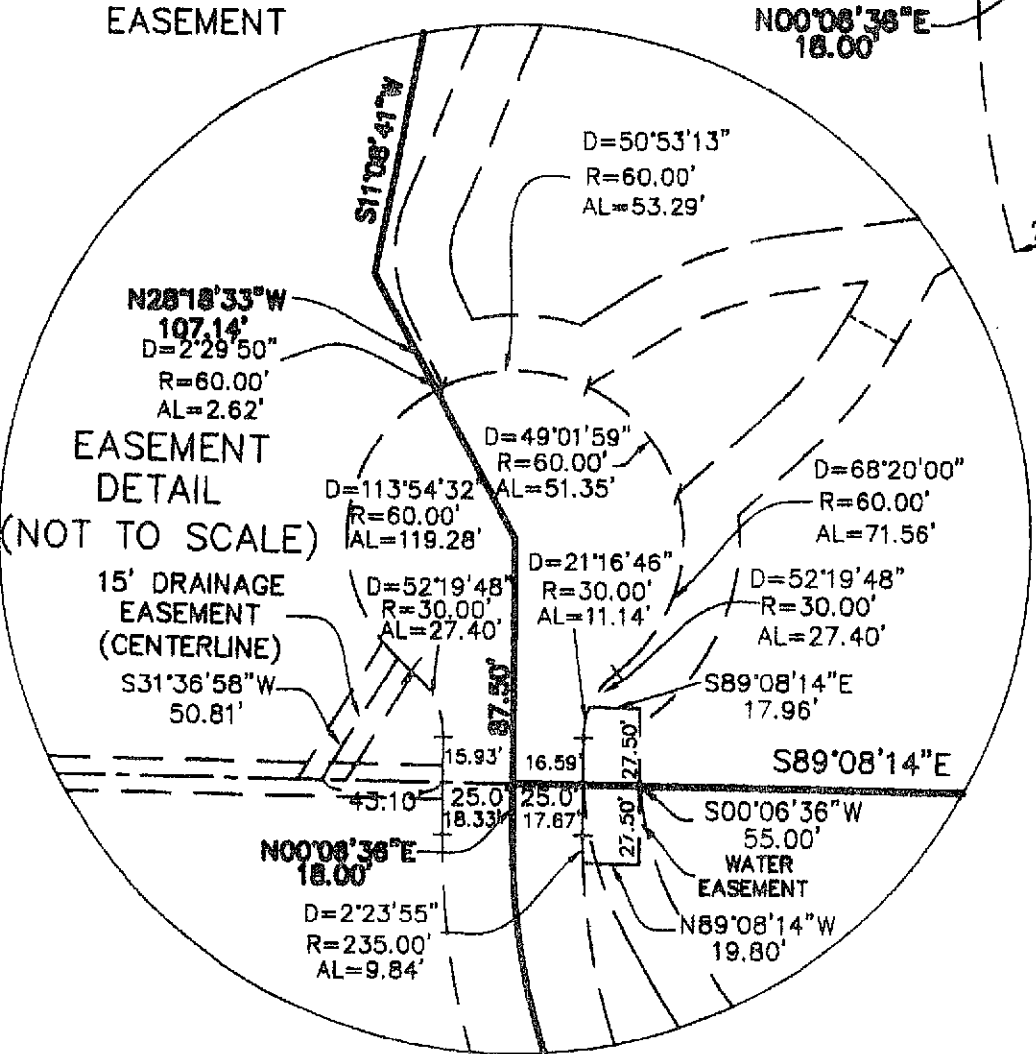 EASEMENT
N00°06'36"E
18.00'
S11°08'41"W
D=50°53'13"
R=60.00'
AL=53.29'
N28°18'33"W
107.14'
D=2°29'50"
R=60.00'
AL=2.62'
EASEMENT
DETAIL
(NOT TO SCALE)
D=49°01'59"
R=60.00'
AL=51.35'
D=113°54'32"
R=60.00'
AL=119.28'
D=68°20'00"
R=60.00'
AL=71.56'
15' DRAINAGE
EASEMENT
(CENTERLINE)
D=52°19'48"
R=30.00'
AL=27.40'
D=21°16'46"
R=30.00'
AL=11.14'
D=52°19'48"
R=30.00'
AL=27.40'
S31°36'58"W
50.81'
87.50'
S89°08'14"E
17.96'
15.93'
16.59'
27.50'
S89°08'14"E
43.10'
25.0'
25.0'
18.33'
17.67'
27.50'
S00°06'36"W
55.00'
WATER
EASEMENT
N00°06'36"E
18.00'
D=2°23'55"
R=235.00'
AL=9.84'
N89°08'14"W
19.80'